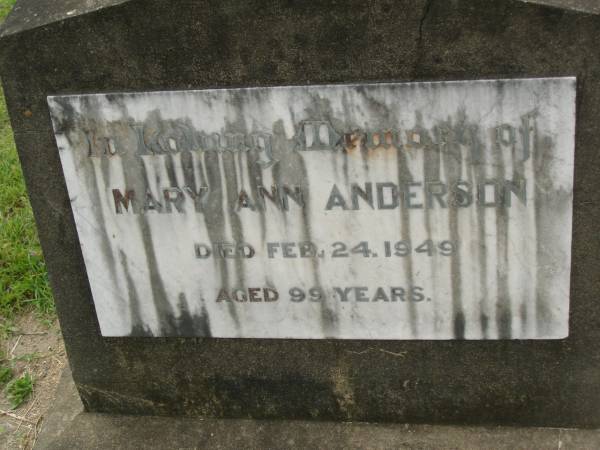 In Loving Memory of
MARY ANN ANDERSON
DIED FEB. 24. 1949
AGED 99 YEARS.